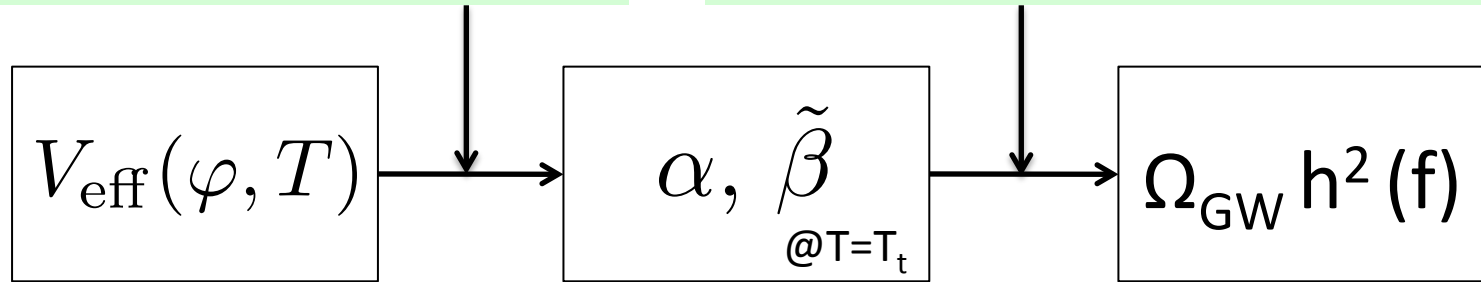 V_eff(φ, T)
α, β̃
@T=T_t
Ω_GW h² (f)